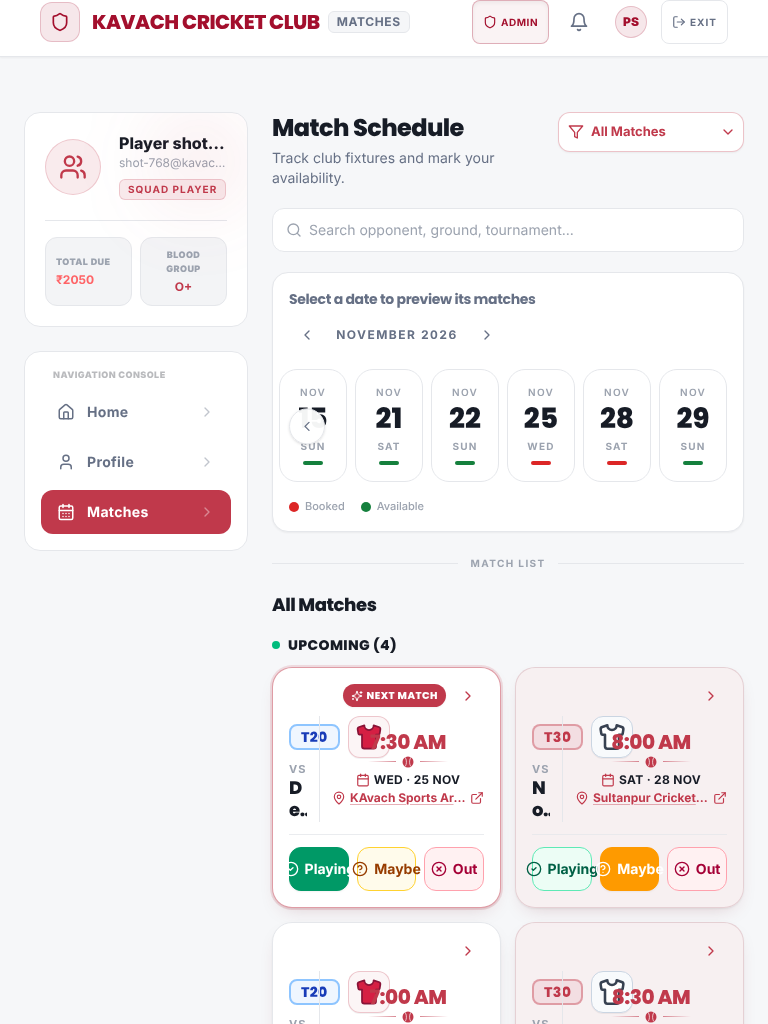 KAVACH CRICKET CLUB
MATCHES
ADMIN
PS
EXIT
Player shot...
shot-768@kavac...
SQUAD PLAYER
TOTAL DUE
₹2050
BLOOD GROUP
O+
NAVIGATION CONSOLE
Home
Profile
Matches
Match Schedule
All Matches
Track club fixtures and mark your
availability.
Search opponent, ground, tournament...
Select a date to preview its matches
NOVEMBER 2026
NOV NOV NOV NOV NOV NOV
21 22 25 28 29
SUN SAT SUN WED SAT SUN
Booked Available
MATCH LIST
All Matches
UPCOMING (4)
NEXT MATCH
T20
:30 AM
VS
WED · 25 NOV
D
e..
KAvach Sports Ar...
Playing Maybe Out
T30
8:00 AM
VS
SAT · 28 NOV
N
o..
Sultanpur Cricket...
Playing Maybe Out
T20
:00 AM
VS
T30
8:30 AM
VS